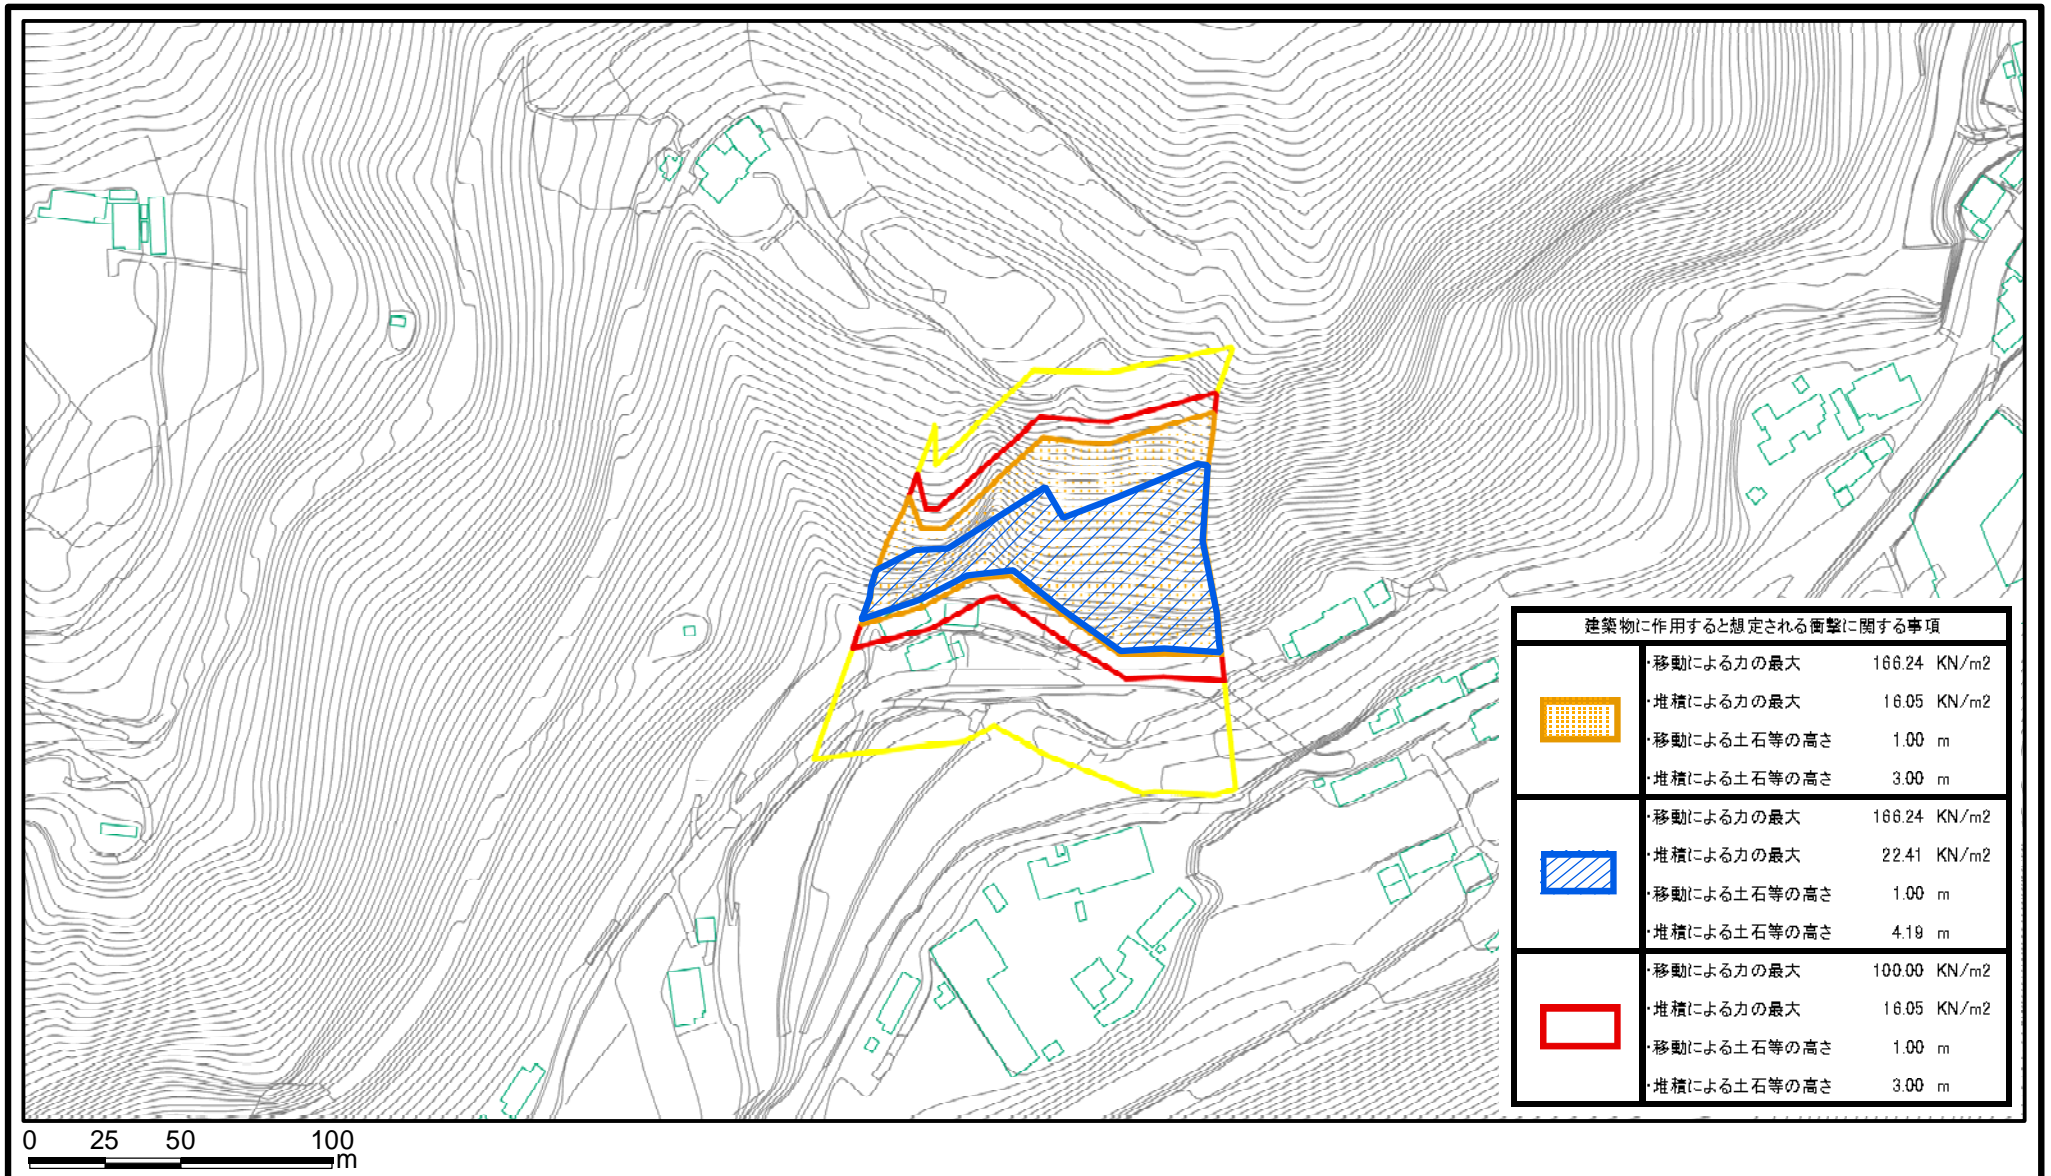 建築物に作用すると想定される衝撃に関する事項
・移動による力の最大 166.24 KN/m2
・堆積による力の最大 16.05 KN/m2
・移動による土石等の高さ 1.00 m
・堆積による土石等の高さ 3.00 m
・移動による力の最大 166.24 KN/m2
・堆積による力の最大 22.41 KN/m2
・移動による土石等の高さ 1.00 m
・堆積による土石等の高さ 4.19 m
・移動による力の最大 100.00 KN/m2
・堆積による力の最大 16.05 KN/m2
・移動による土石等の高さ 1.00 m
・堆積による土石等の高さ 3.00 m
0 25 50 100
m